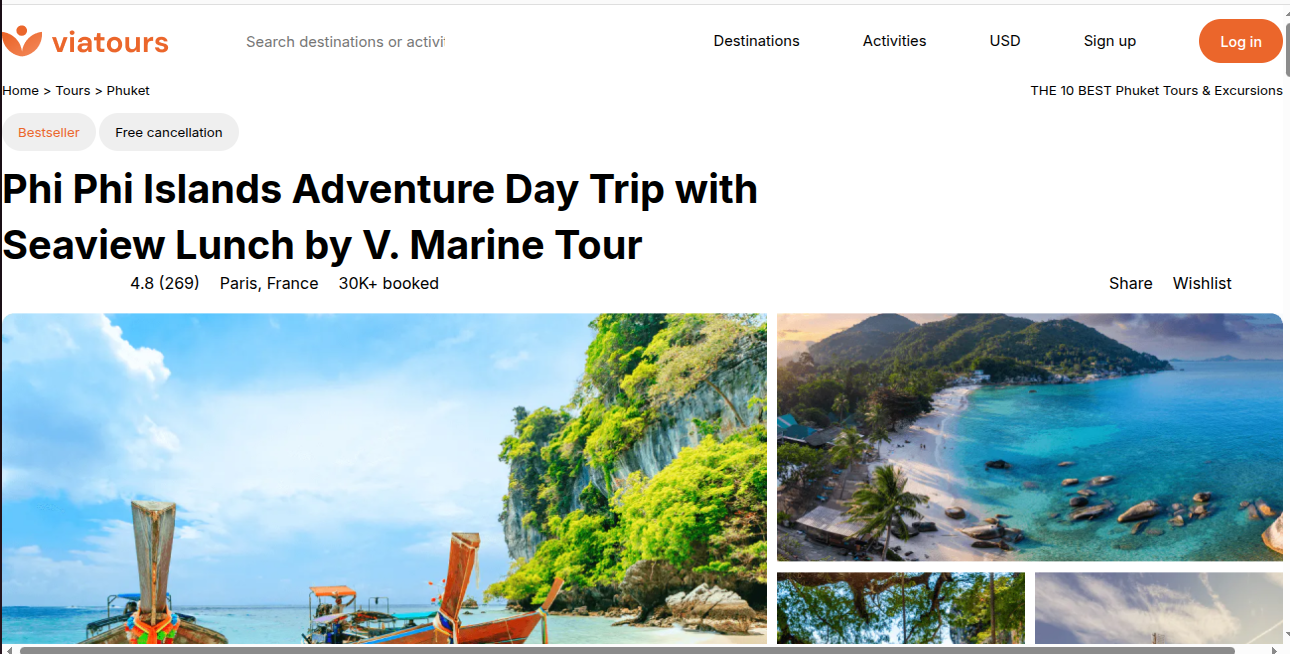 viatours
Search destinations or activit
Destinations
Activities
USD
Sign up
Log in
Home > Tours > Phuket
THE 10 BEST Phuket Tours & Excursions
Bestseller
Free cancellation
Phi Phi Islands Adventure Day Trip with
Seaview Lunch by V. Marine Tour
4.8 (269)
Paris, France
30K+ booked
Share
Wishlist